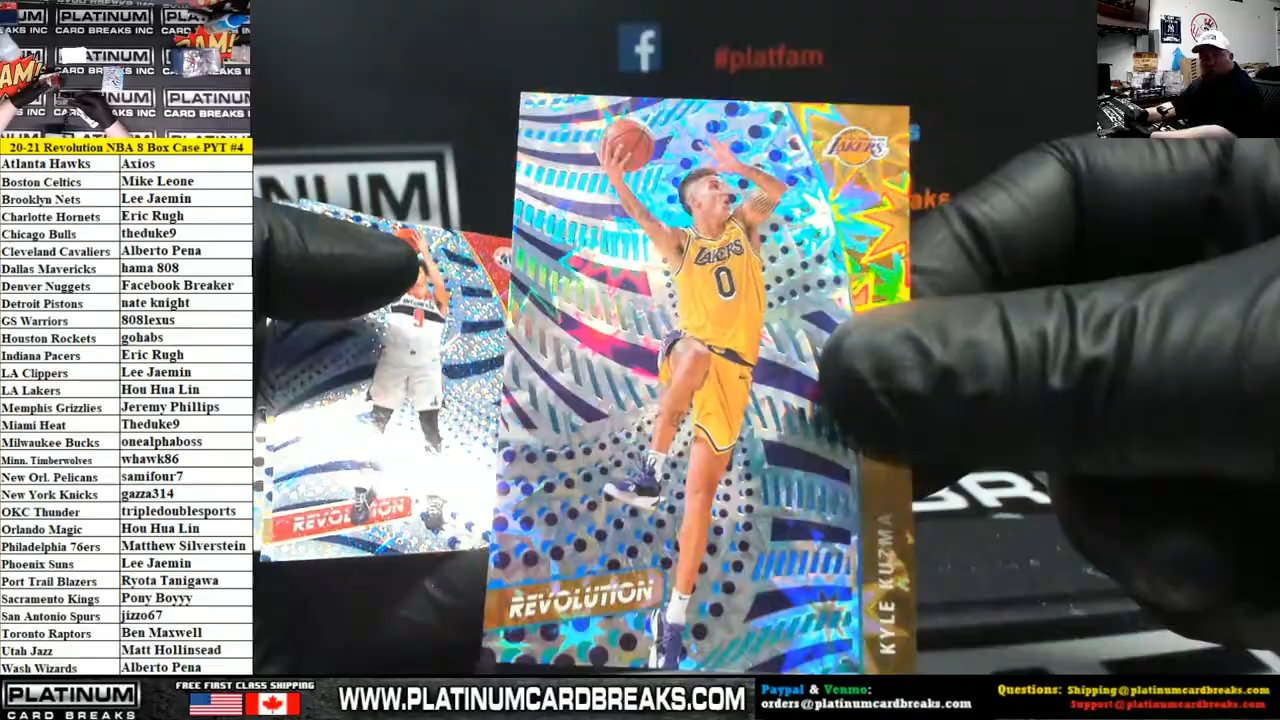 PLATINUM
BREAKS INC CARD BREAKS INC CARD BREAKS INC
PLATINUM
CARD BREAKS
BAM!
PLATINUM
CARD BREAKS INC
#platfam
20-21 Revolution NBA 8 Box Case PYT #4
Atlanta Hawks Axios
Boston Celtics Mike Leone
Brooklyn Nets Lee Jaemin
Charlotte Hornets Eric Rugh
Chicago Bulls theduke9
Cleveland Cavaliers Alberto Pena
Dallas Mavericks hama 808
Denver Nuggets Facebook Breaker
Detroit Pistons nate knight
GS Warriors 808lexus
Houston Rockets gohabs
Indiana Pacers Eric Rugh
LA Clippers Lee Jaemin
LA Lakers Hou Hua Lin
Memphis Grizzlies Jeremy Phillips
Miami Heat Theduke9
Milwaukee Bucks onealphaboss
Minn. Timberwolves whawk86
New Orl. Pelicans samifour7
New York Knicks gazza314
OKC Thunder tripledoublesports
Orlando Magic Hou Hua Lin
Philadelphia 76ers Matthew Silverstein
Phoenix Suns Lee Jaemin
Port Trail Blazers Ryota Tanigawa
Sacramento Kings Pony Boyyy
San Antonio Spurs jizzo67
Toronto Raptors Ben Maxwell
Utah Jazz Matt Hollinsead
Wash Wizards Alberto Pena
NUM
LAKERS
LAKERS
0
REVOLUTION
KYLE KUZMA
REVOLUTION
PLATINUM
CARD BREAKS
FREE FIRST CLASS SHIPPING
WWW.PLATINUMCARDBREAKS.COM
Paypal & Venmo:
orders@platinumcardbreaks.com
Questions: Shipping@platinumcardbreaks.com
Support@platinumcardbreaks.com